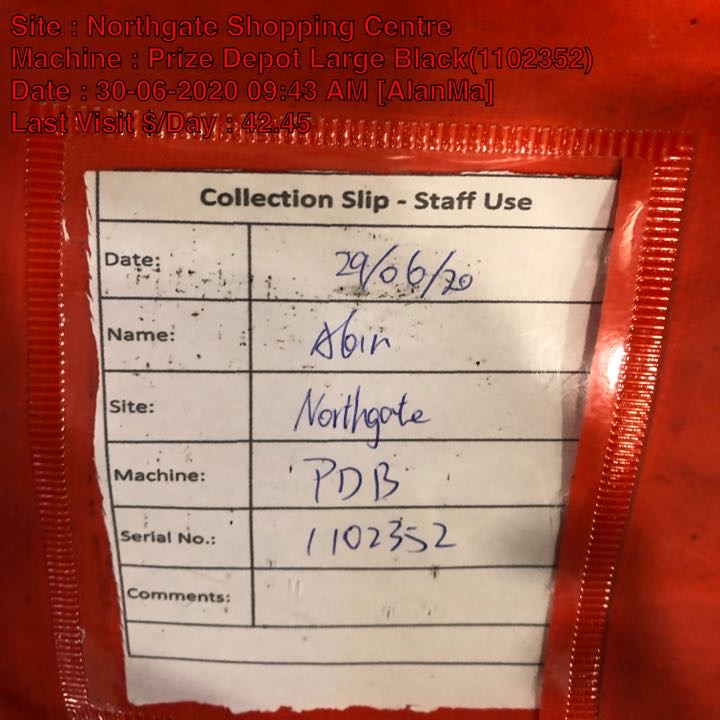 Site : Northgate Shopping Centre
Machine : Prize Depot Large Black(1102352)
Date : 30-06-2020 09:43 AM [AlanMa]
Last Visit $/Day : 42.45
Collection Slip - Staff Use
Date: 29/06/20
Name: Abin
Site: Northgate
Machine: PDB
Serial No.: 1102352
Comments: